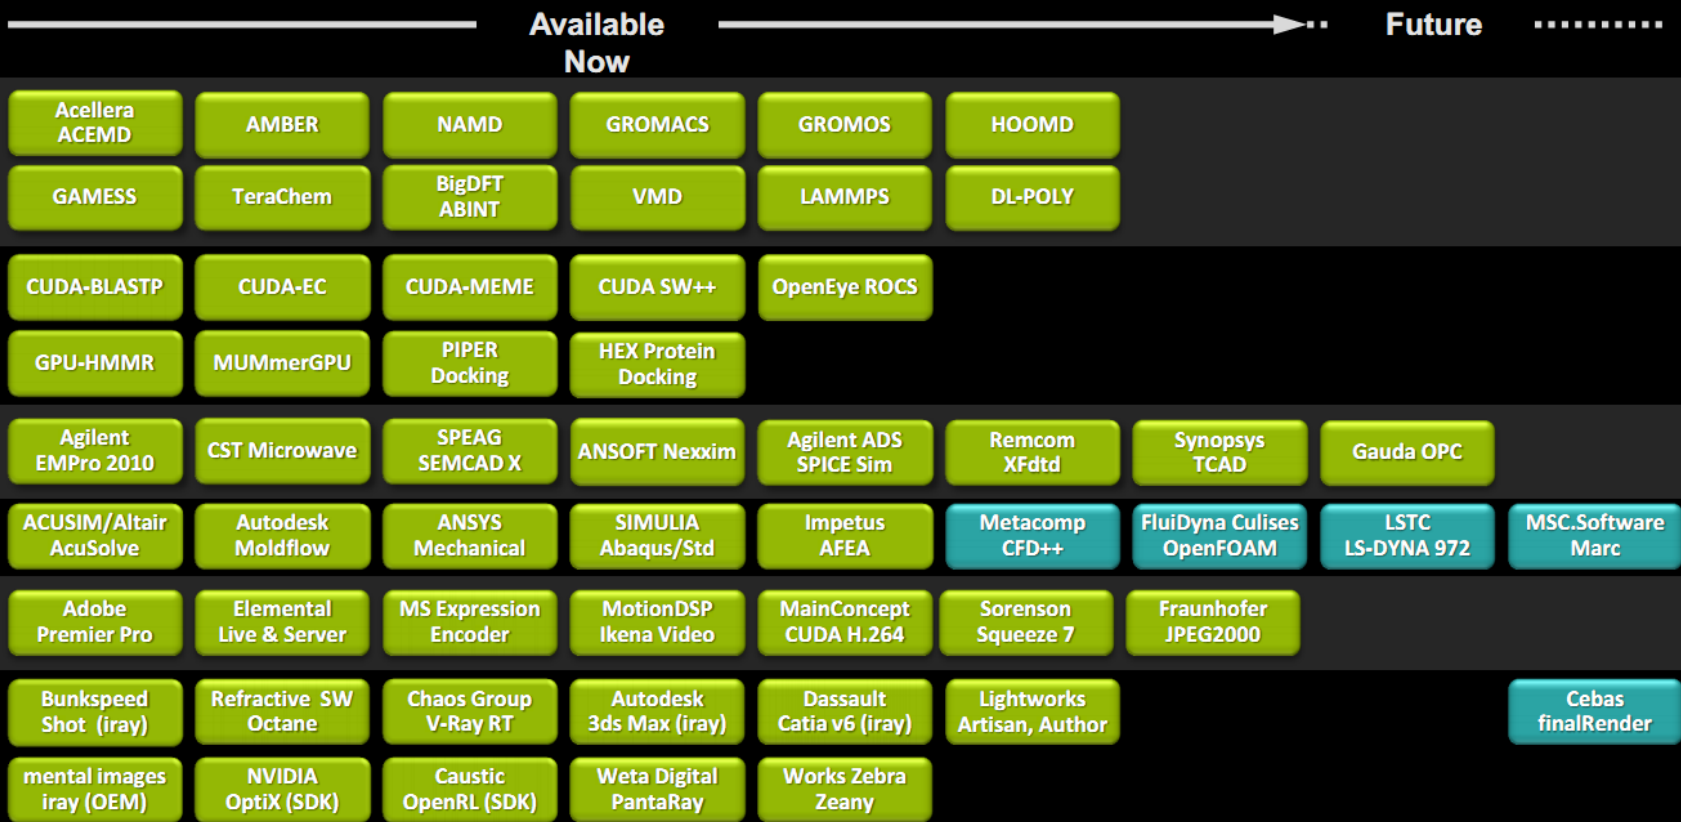 Available
Now
Future
Acellera
ACEMD
AMBER
NAMD
GROMACS
GROMOS
HOOMD
GAMESS
TeraChem
BigDFT
ABINT
VMD
LAMMPS
DL-POLY
CUDA-BLASTP
CUDA-EC
CUDA-MEME
CUDA SW++
OpenEye ROCS
GPU-HMMR
MUMmerGPU
PIPER
Docking
HEX Protein
Docking
Agilent
EMPro 2010
CST Microwave
SPEAG
SEMCAD X
ANSOFT Nexxim
Agilent ADS
SPICE Sim
Remcom
XFdtd
Synopsys
TCAD
Gauda OPC
ACUSIM/Altair
AcuSolve
Autodesk
Moldflow
ANSYS
Mechanical
SIMULIA
Abaqus/Std
Impetus
AFEA
Metacomp
CFD++
FluiDyna Culises
OpenFOAM
LSTC
LS-DYNA 972
MSC.Software
Marc
Adobe
Premier Pro
Elemental
Live & Server
MS Expression
Encoder
MotionDSP
Ikena Video
MainConcept
CUDA H.264
Sorenson
Squeeze 7
Fraunhofer
JPEG2000
Bunkspeed
Shot (iray)
Refractive SW
Octane
Chaos Group
V-Ray RT
Autodesk
3ds Max (iray)
Dassault
Catia v6 (iray)
Lightworks
Artisan, Author
Cebas
finalRender
mental images
iray (OEM)
NVIDIA
OptiX (SDK)
Caustic
OpenRL (SDK)
Weta Digital
PantaRay
Works Zebra
Zeany